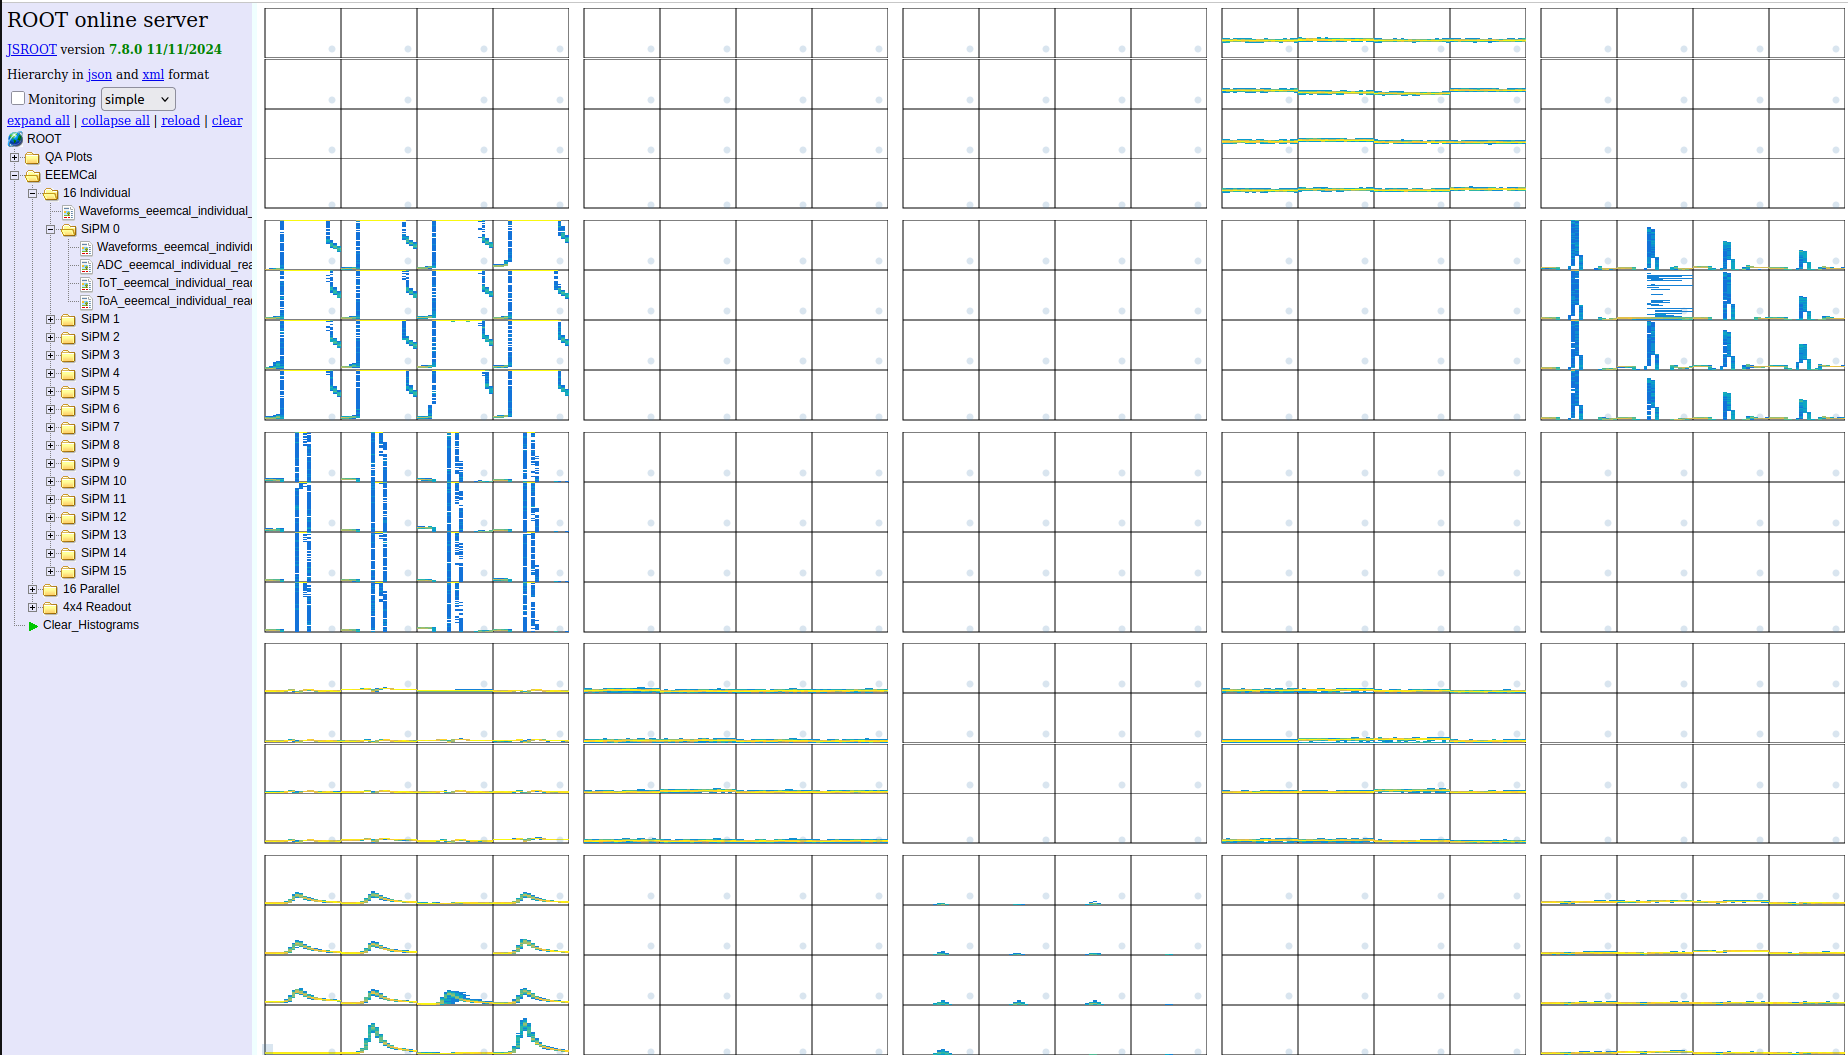 ROOT online server
JSROOT version 7.8.0 11/11/2024
Hierarchy in json and xml format
Monitoring simple
expand all | collapse all | reload | clear
ROOT
QA Plots
EEEMCal
16 Individual
Waveforms_eeemcal_individual_
SiPM 0
Waveforms_eeemcal_individu
ADC_eeemcal_individual_rea
ToT_eeemcal_individual_read
ToA_eeemcal_individual_read
SiPM 1
SiPM 2
SiPM 3
SiPM 4
SiPM 5
SiPM 6
SiPM 7
SiPM 8
SiPM 9
SiPM 10
SiPM 11
SiPM 12
SiPM 13
SiPM 14
SiPM 15
16 Parallel
4x4 Readout
Clear_Histograms